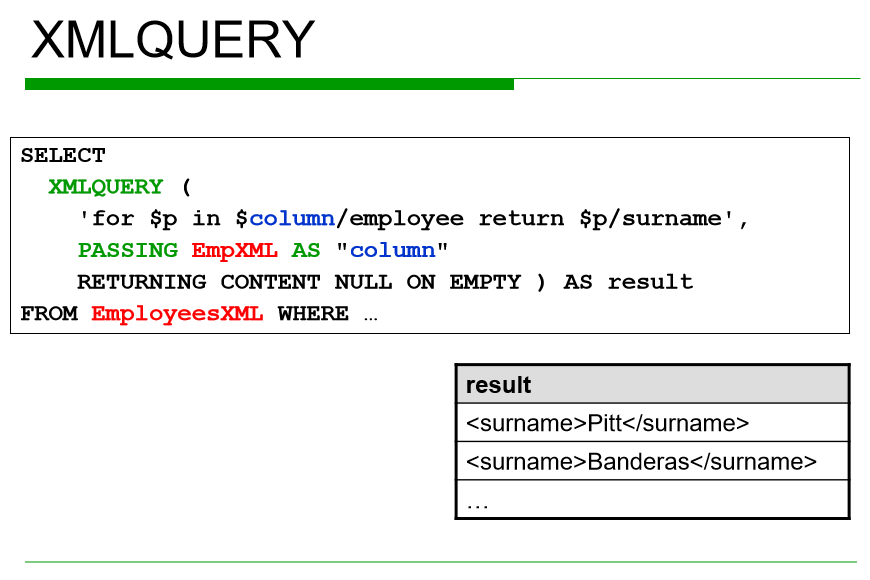 XMLQUERY
SELECT
XMLQUERY (
'for $p in $column/employee return $p/surname',
PASSING EmpXML AS "column"
RETURNING CONTENT NULL ON EMPTY ) AS result
FROM EmployeesXML WHERE …
result
<surname>Pitt</surname>
<surname>Banderas</surname>
…